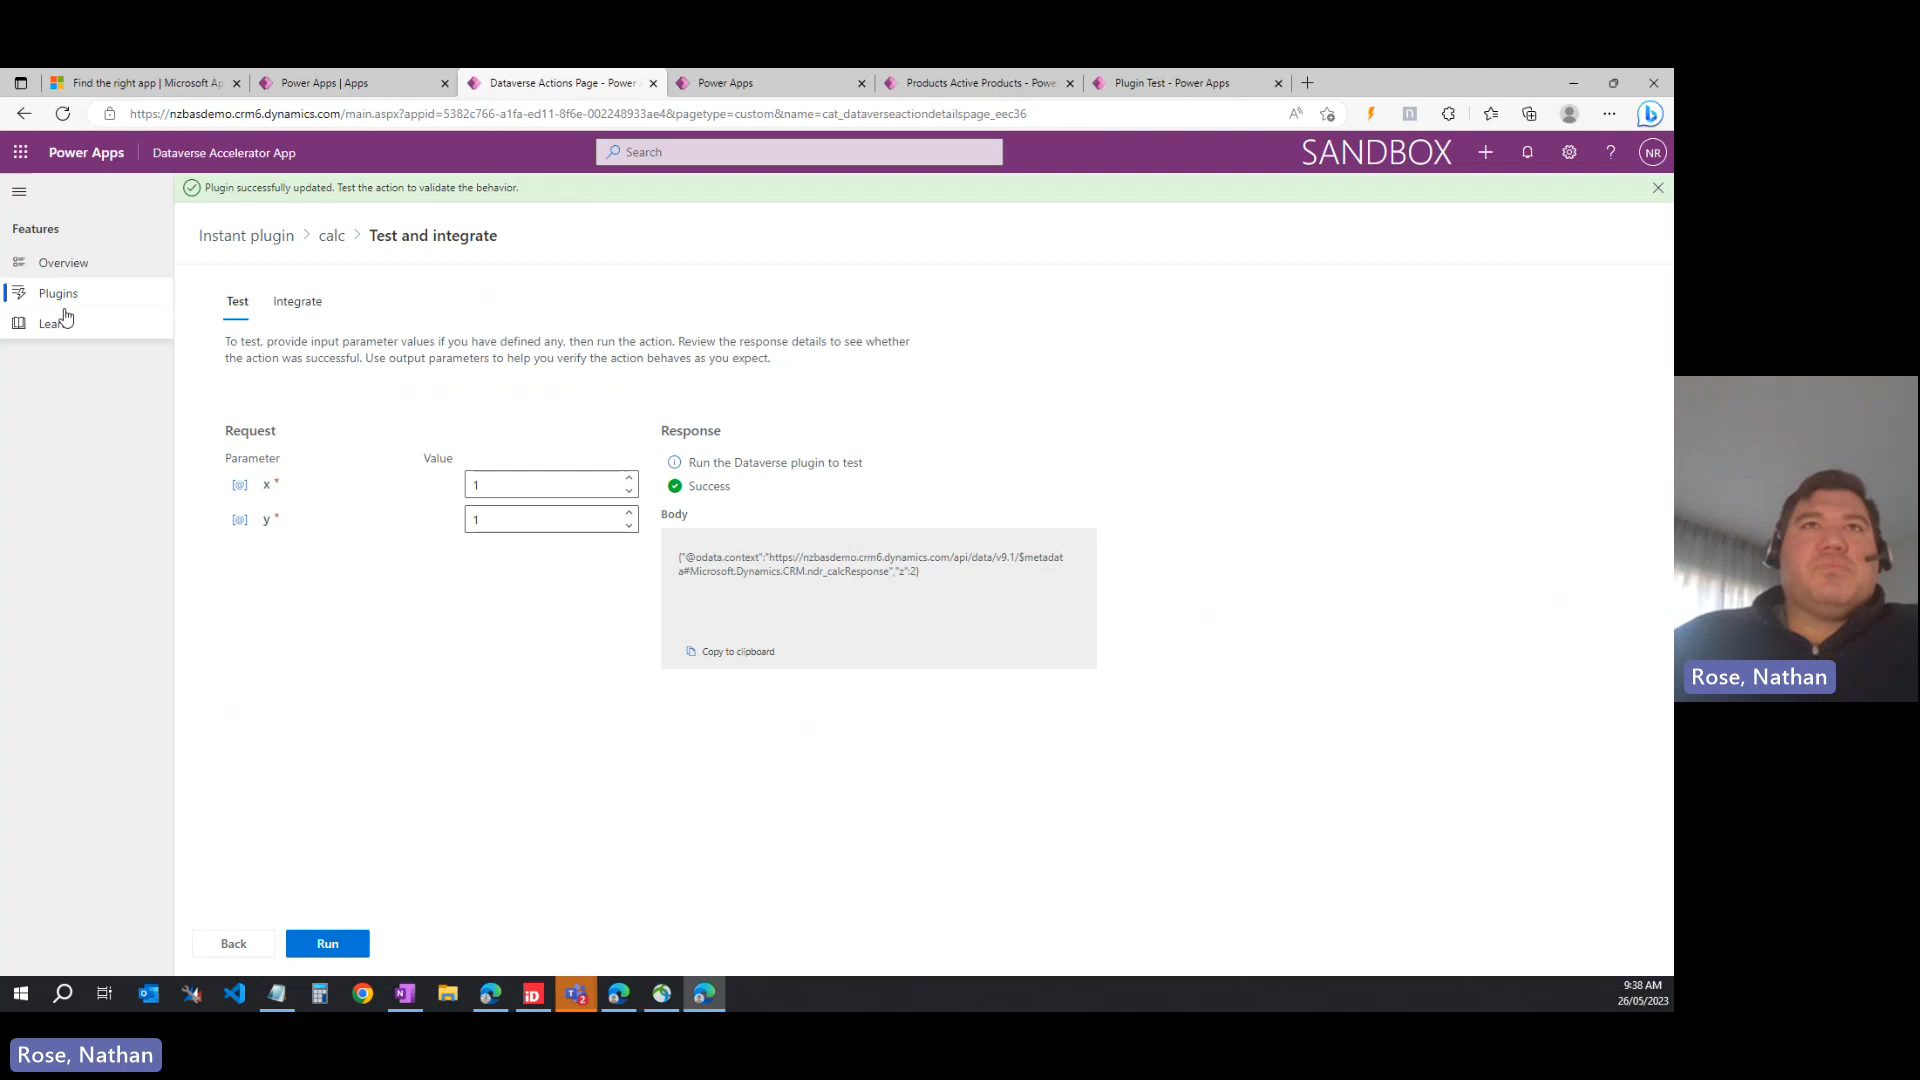 Find the right app | Microsoft Ap
Power Apps | Apps
Dataverse Actions Page - Power
Power Apps
Products Active Products - Powe
Plugin Test - Power Apps
https://nzbasdemo.crm6.dynamics.com/main.aspx?appid=5382c766-a1fa-ed11-8f6e-002248933ae4&pagetype=custom&name=cat_dataverseactiondetailspage_eec36
Power Apps
Dataverse Accelerator App
Search
SANDBOX
NR
Plugin successfully updated. Test the action to validate the behavior.
Features
Overview
Plugins
Instant plugin > calc > Test and integrate
Test
Integrate
To test, provide input parameter values if you have defined any, then run the action. Review the response details to see whether
the action was successful. Use output parameters to help you verify the action behaves as you expect.
Request
Parameter
Value
[@] x *
1
[@] y *
1
Response
Run the Dataverse plugin to test
Success
Body
{"@odata.context":"https://nzbasdemo.crm6.dynamics.com/api/data/v9.1/$metadat
a#Microsoft.Dynamics.CRM.ndr_calcResponse","z":2}
Copy to clipboard
Back
Run
9:38 AM
26/05/2023
Rose, Nathan
Rose, Nathan